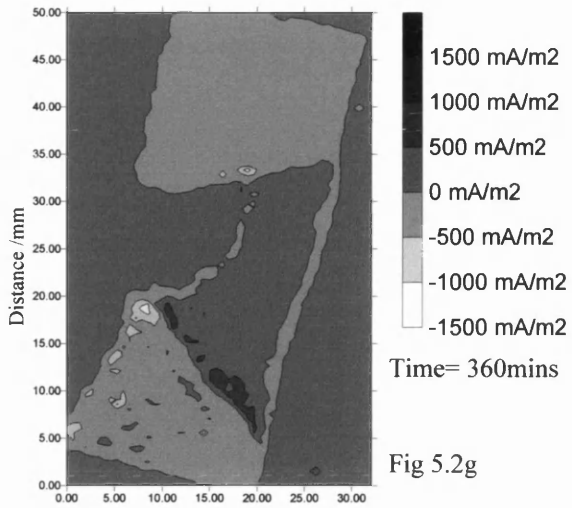 50.00
45.00
40.00
35.00
30.00
25.00
20.00
15.00
10.00
5.00
0.00
Distance /mm
0.00 5.00 10.00 15.00 20.00 25.00 30.00
1500 mA/m2
1000 mA/m2
500 mA/m2
0 mA/m2
-500 mA/m2
-1000 mA/m2
-1500 mA/m2
Time= 360mins
Fig 5.2g